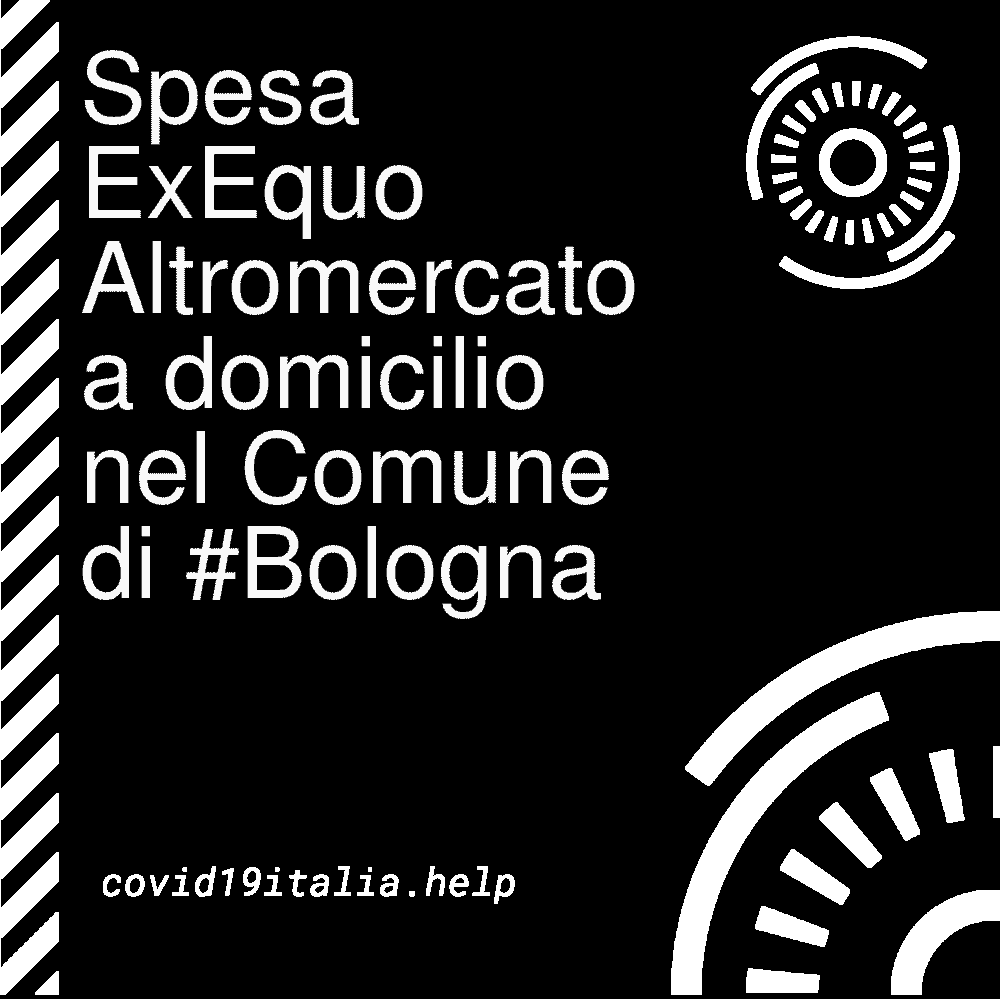 Spesa
ExEquo
Altromercato
a domicilio
nel Comune
di #Bologna
covid19italia.help